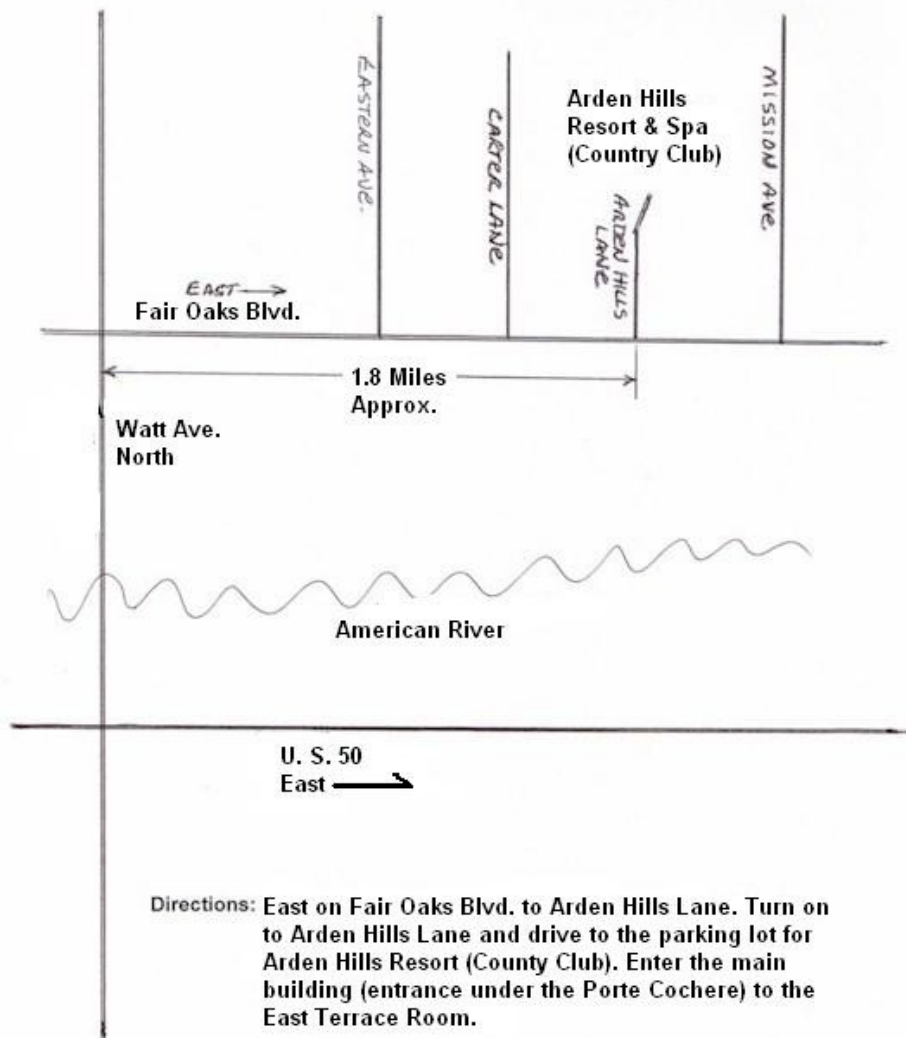 EASTERN AVE.
CARTER LANE
Arden Hills
Resort & Spa
(Country Club)
MISSION AVE.
ARDEN HILLS
LANE
EAST
Fair Oaks Blvd.
1.8 Miles
Approx.
Watt Ave.
North
American River
U. S. 50
East
Directions: East on Fair Oaks Blvd. to Arden Hills Lane. Turn on
to Arden Hills Lane and drive to the parking lot for
Arden Hills Resort (County Club). Enter the main
building (entrance under the Porte Cochere) to the
East Terrace Room.